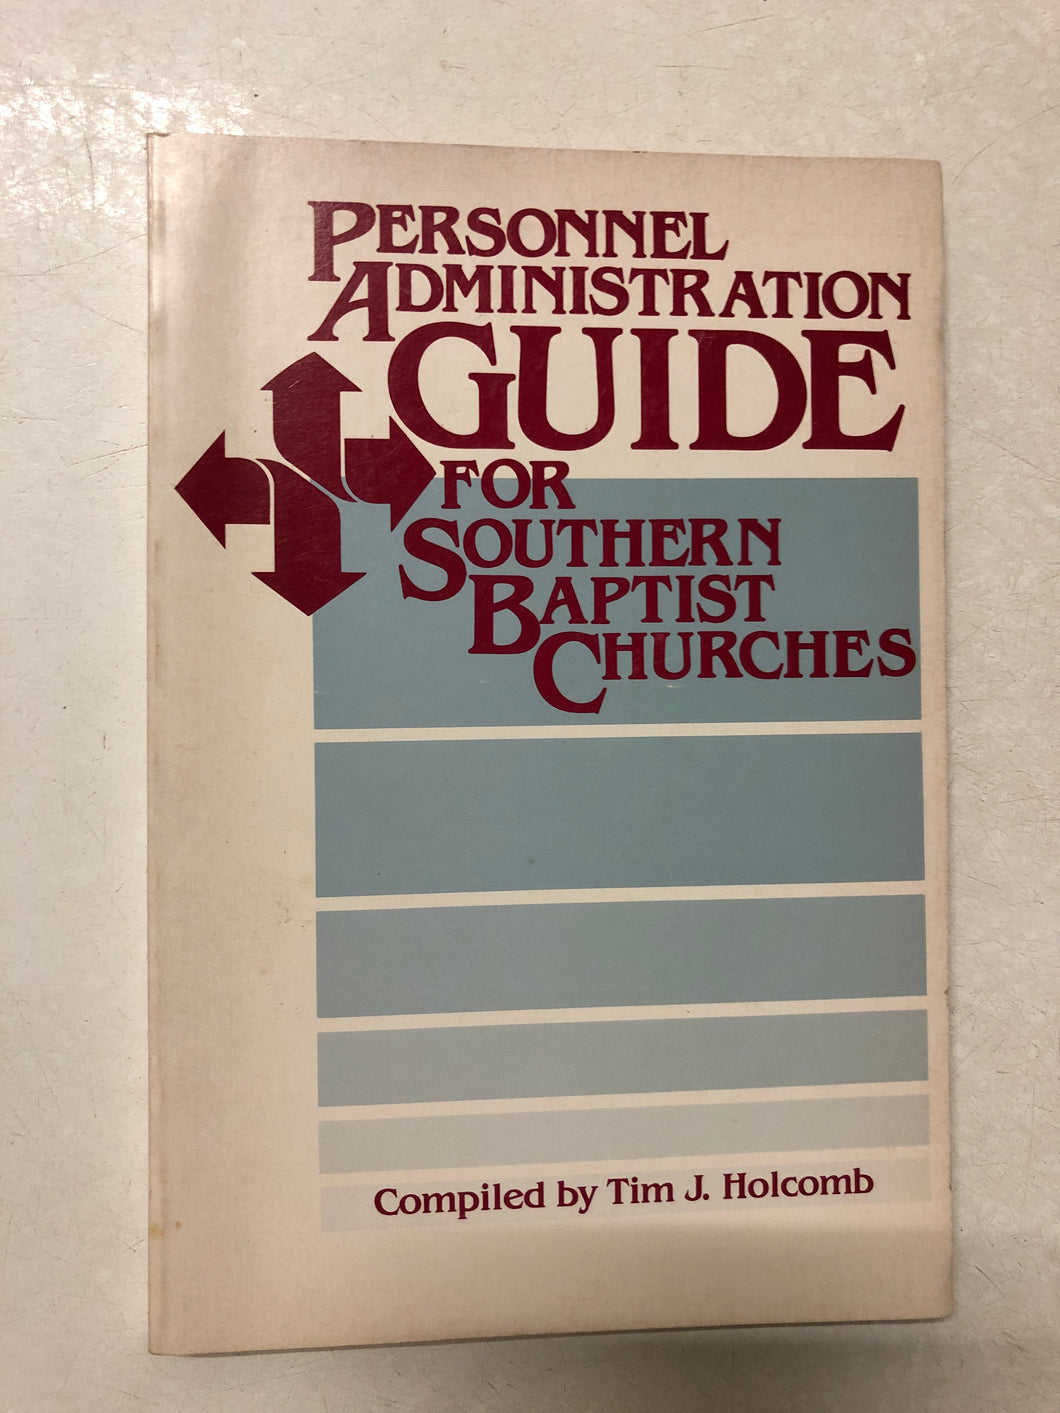 PERSONNEL
ADMINISTRATION
GUIDE
FOR
SOUTHERN
BAPTIST
CHURCHES
Compiled by Tim J. Holcomb